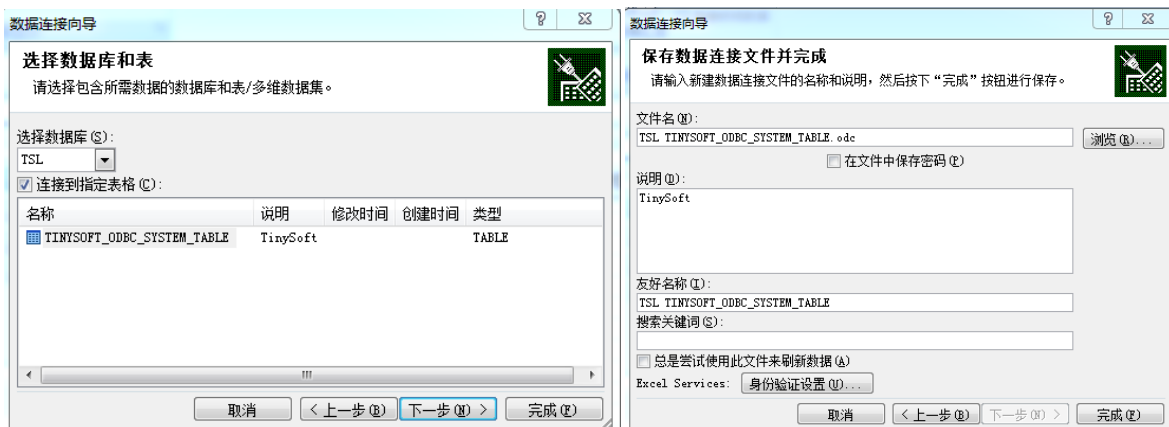 数据连接向导
选择数据库和表
请选择包含所需数据的数据库和表/多维数据集。
选择数据库(S):
TSL
连接到指定表格(C):
名称 说明 修改时间 创建时间 类型
TINYSOFT_ODBC_SYSTEM_TABLE TinySoft TABLE
取消 < 上一步(B) 下一步(N) > 完成(F)
数据连接向导
保存数据连接文件并完成
请输入新建数据连接文件的名称和说明，然后按下“完成”按钮进行保存。
文件名(N):
TSL TINYSOFT_ODBC_SYSTEM_TABLE.odc 浏览(R)...
在文件中保存密码(P)
说明(D):
TinySoft
友好名称(I):
TSL TINYSOFT_ODBC_SYSTEM_TABLE
搜索关键词(S):
总是尝试使用此文件来刷新数据(A)
Excel Services: 身份验证设置(U)...
取消 < 上一步(B) 下一步(N) > 完成(F)